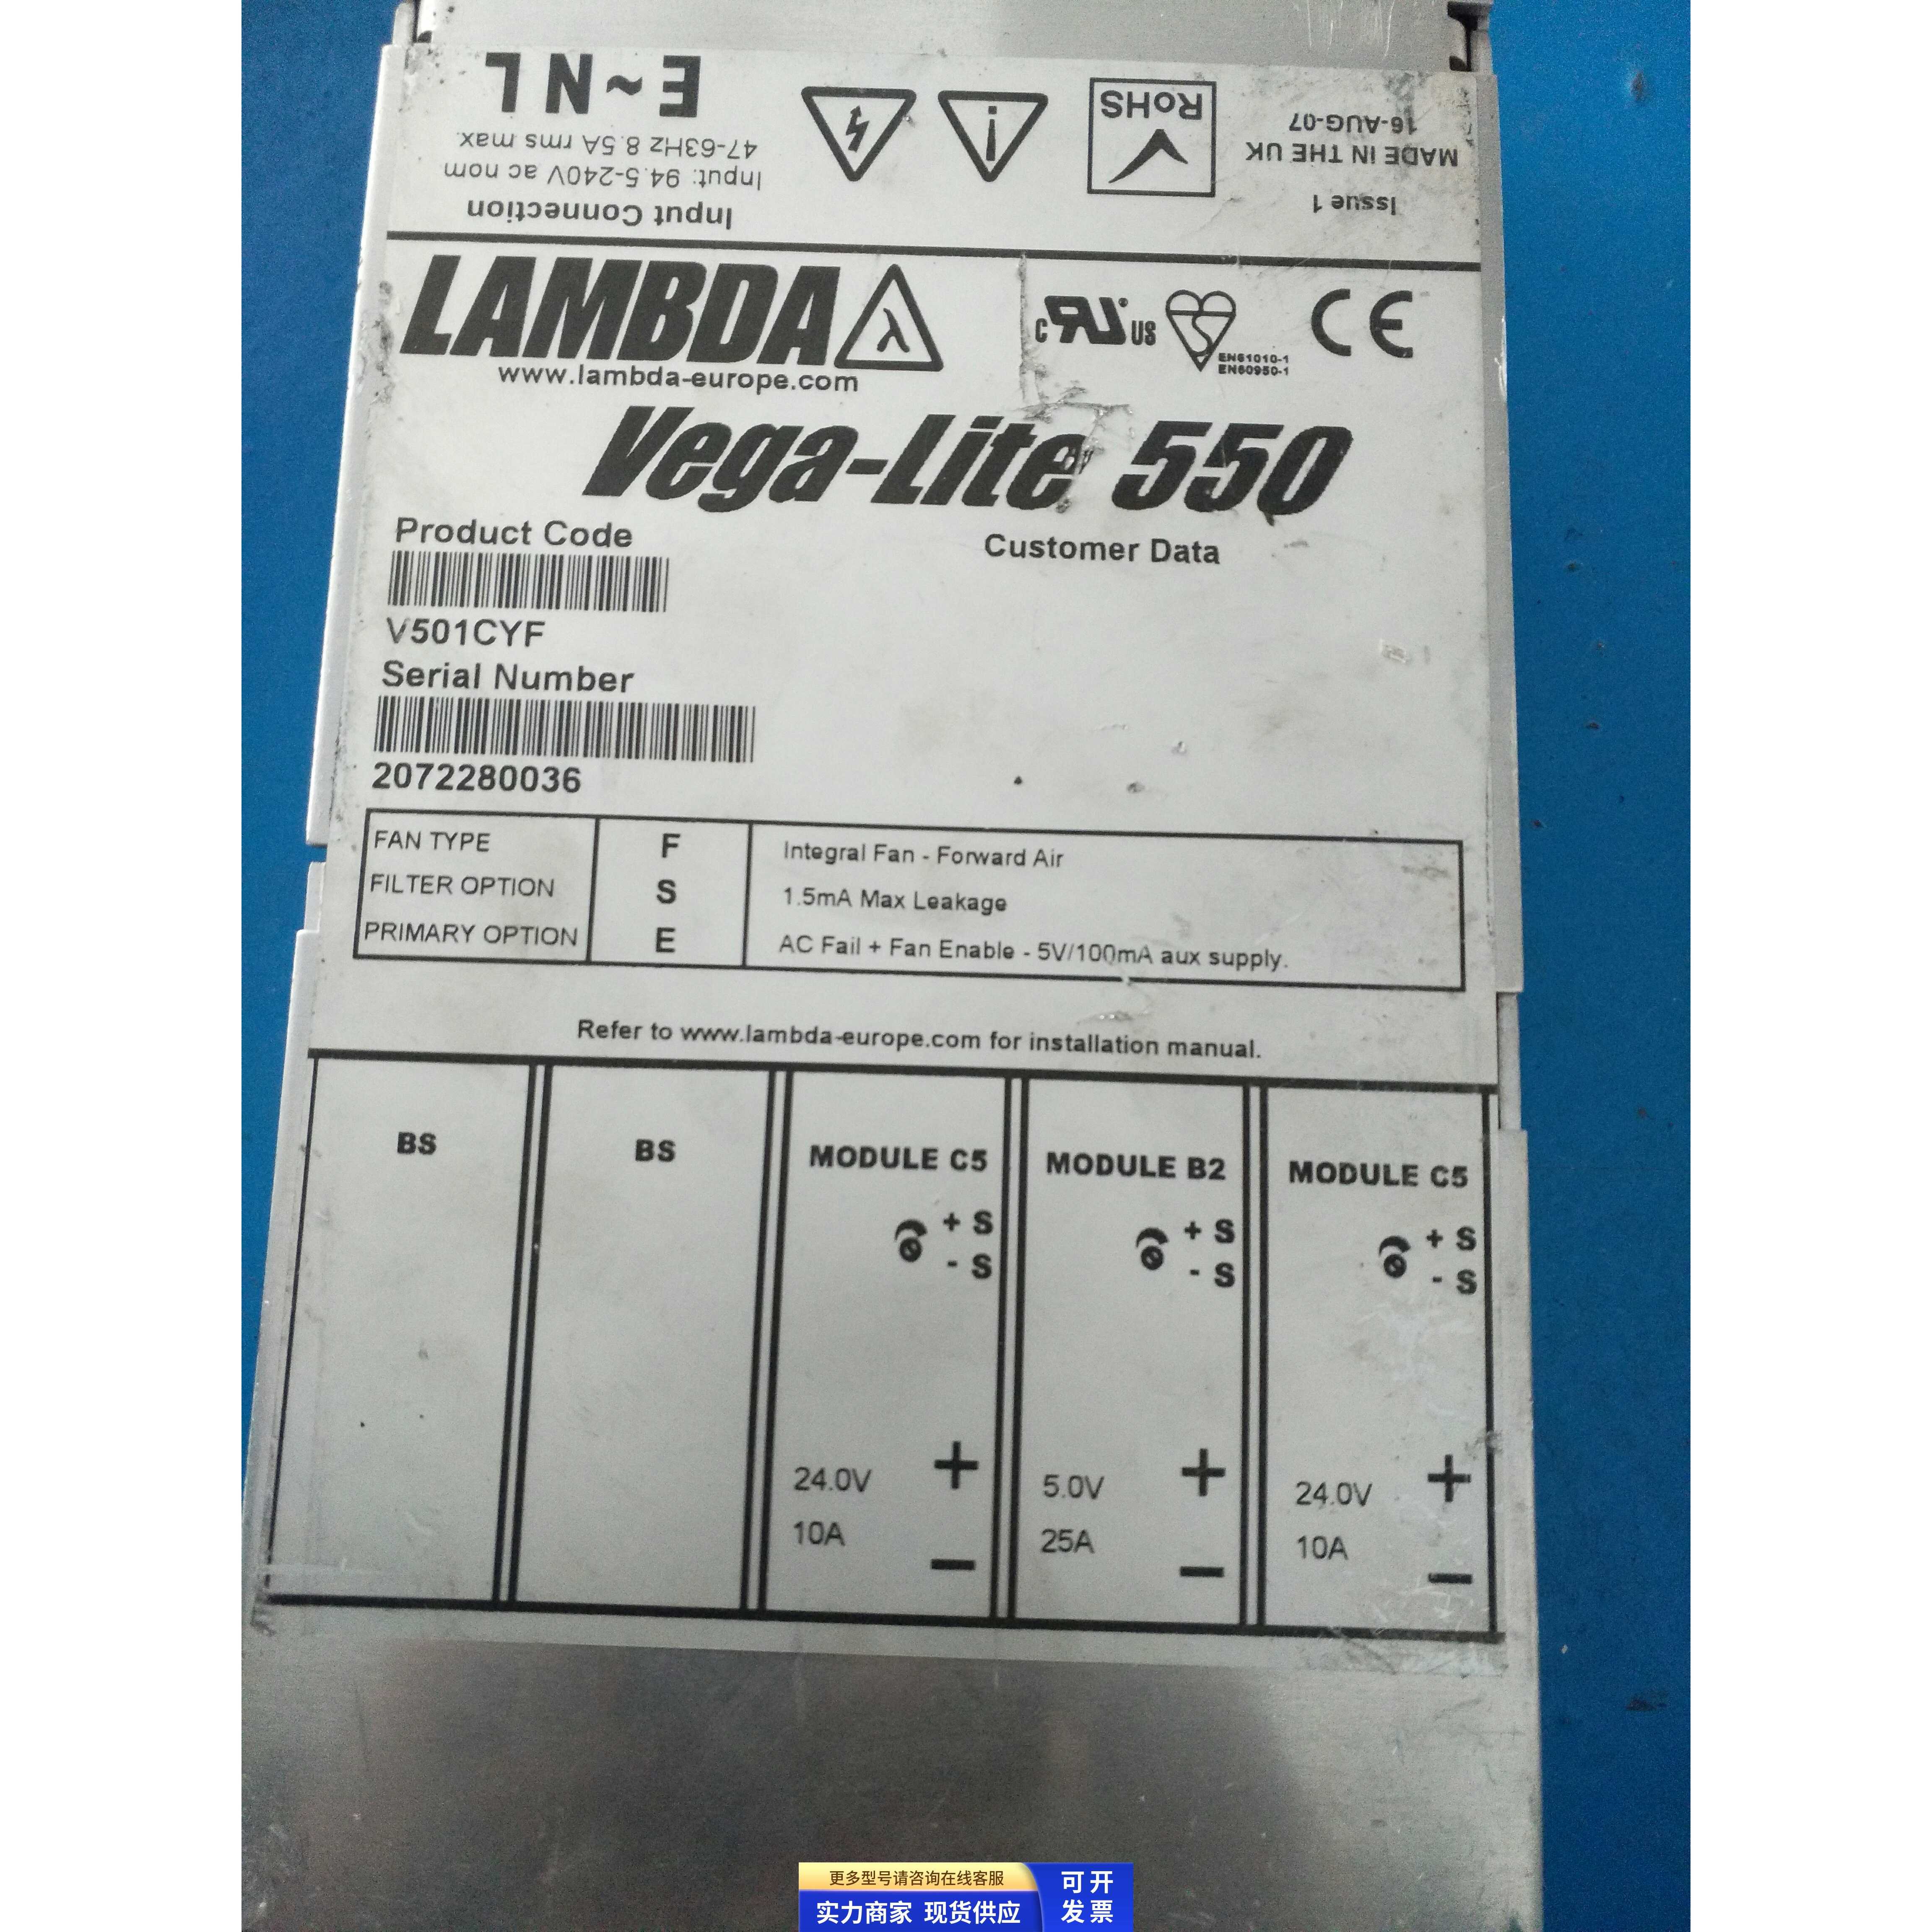 E ~ N L
47-63Hz 8.5A rms max.
Input: 94.5-240V ac nom
Input Connection
RoHS
16-AUG-07
MADE IN THE UK
Issue 1
LAMBDA λ
www.lambda-europe.com
c RU US
EN61010-1
EN60950-1
CE
Vega-Lite 550
Product Code
Customer Data
V501CYF
Serial Number
2072280036
FAN TYPE F Integral Fan - Forward Air
FILTER OPTION S 1.5mA Max Leakage
PRIMARY OPTION E AC Fail + Fan Enable - 5V/100mA aux supply.
Refer to www.lambda-europe.com for installation manual.
BS
BS
MODULE C5
+ S
- S
24.0V +
10A -
MODULE B2
+ S
- S
5.0V +
25A -
MODULE C5
+ S
- S
24.0V +
10A -
更多型号请咨询在线客服
实力商家 现货供应
可开
发票